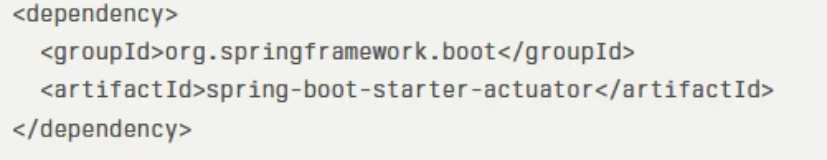 <dependency>
<groupId>org.springframework.boot</groupId>
<artifactId>spring-boot-starter-actuator</artifactId>
</dependency>